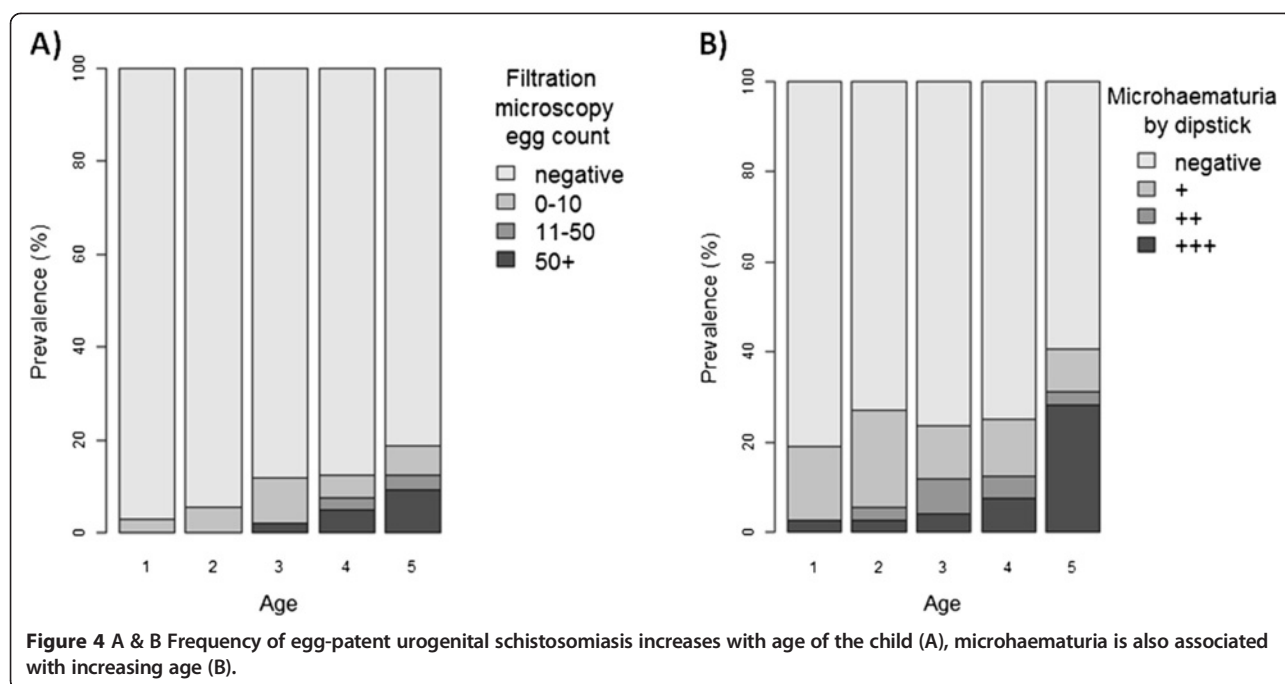 A)
Filtration
microscopy
egg count
negative
0-10
11-50
50+
Prevalence (%)
100
80
60
40
20
0
1 2 3 4 5
Age
B)
Microhaematuria
by dipstick
negative
+
++
+++
Prevalence (%)
100
80
60
40
20
0
1 2 3 4 5
Age
Figure 4 A & B Frequency of egg-patent urogenital schistosomiasis increases with age of the child (A), microhaematuria is also associated
with increasing age (B).